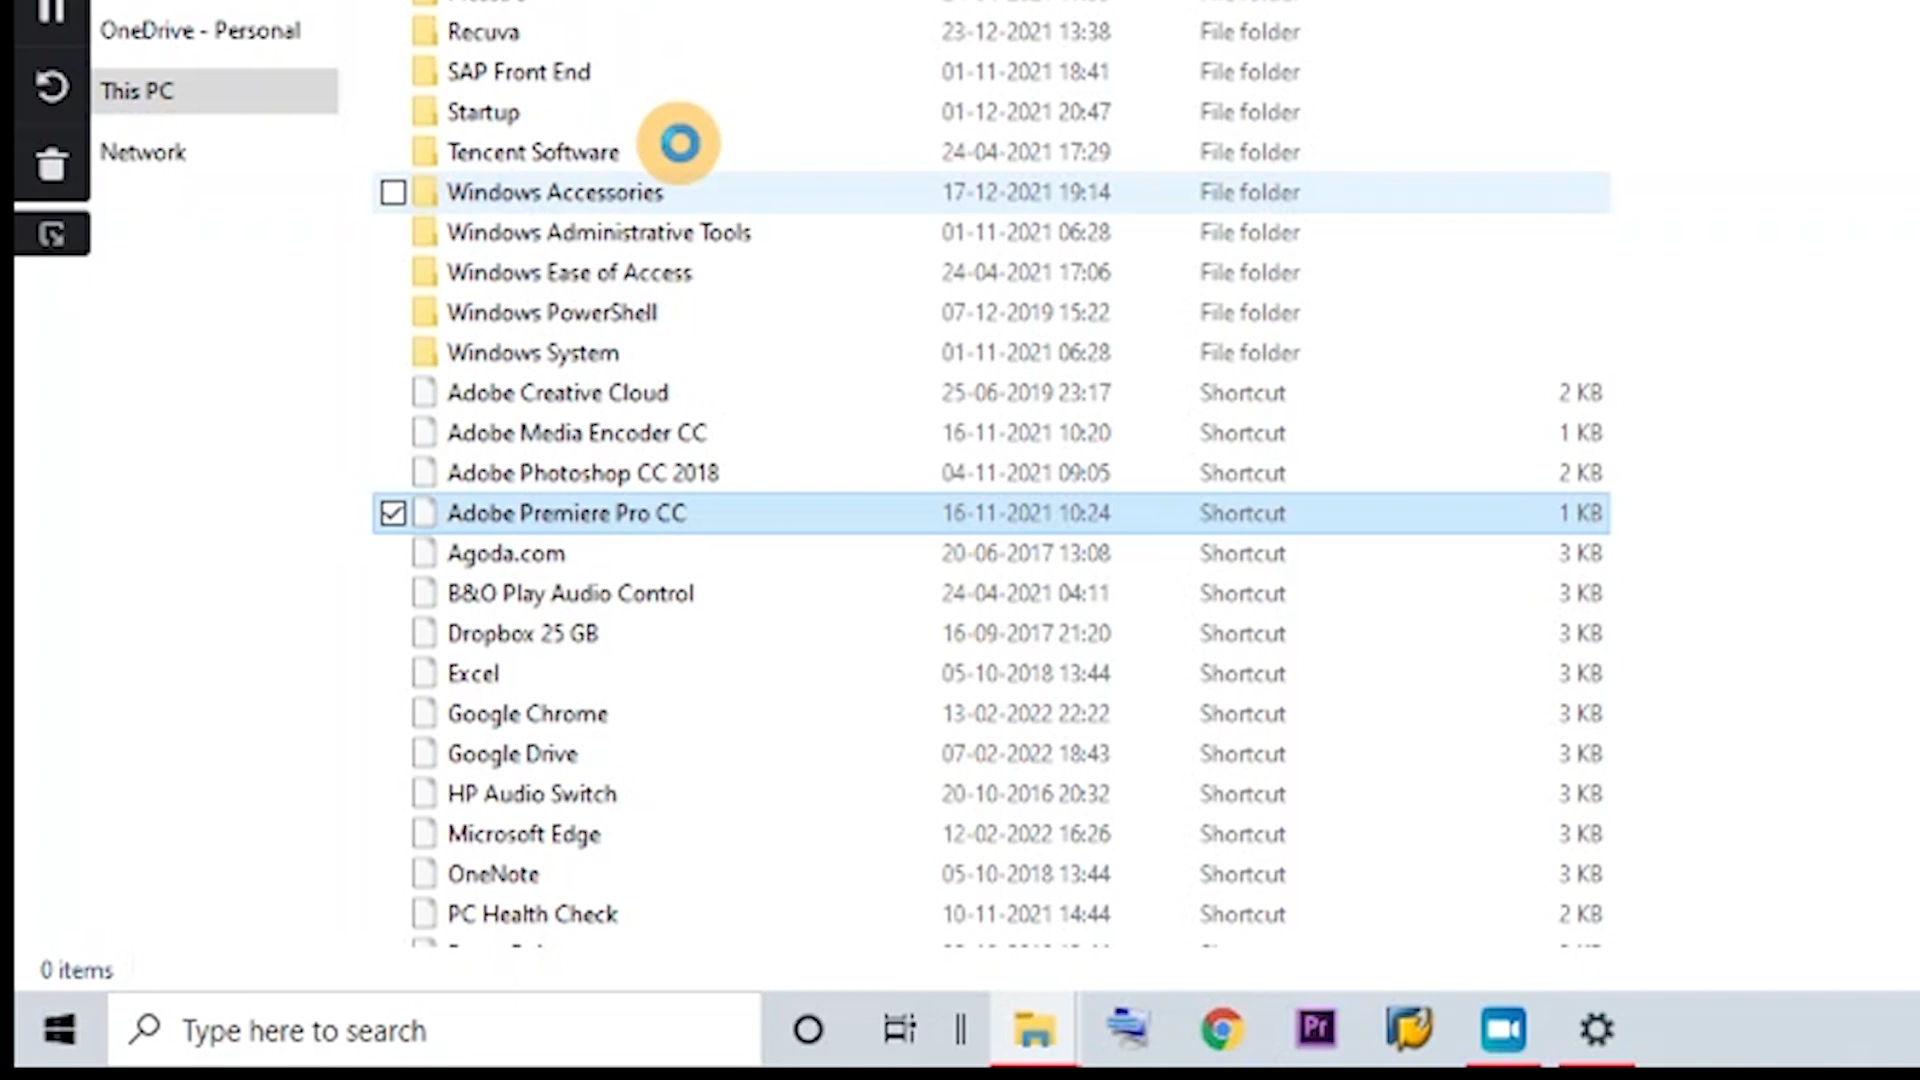 OneDrive - Personal
This PC
Network
Recuva 23-12-2021 13:38 File folder
SAP Front End 01-11-2021 18:41 File folder
Startup 01-12-2021 20:47 File folder
Tencent Software 24-04-2021 17:29 File folder
Windows Accessories 17-12-2021 19:14 File folder
Windows Administrative Tools 01-11-2021 06:28 File folder
Windows Ease of Access 24-04-2021 17:06 File folder
Windows PowerShell 07-12-2019 15:22 File folder
Windows System 01-11-2021 06:28 File folder
Adobe Creative Cloud 25-06-2019 23:17 Shortcut 2 KB
Adobe Media Encoder CC 16-11-2021 10:20 Shortcut 1 KB
Adobe Photoshop CC 2018 04-11-2021 09:05 Shortcut 2 KB
Adobe Premiere Pro CC 16-11-2021 10:24 Shortcut 1 KB
Agoda.com 20-06-2017 13:08 Shortcut 3 KB
B&O Play Audio Control 24-04-2021 04:11 Shortcut 3 KB
Dropbox 25 GB 16-09-2017 21:20 Shortcut 3 KB
Excel 05-10-2018 13:44 Shortcut 3 KB
Google Chrome 13-02-2022 22:22 Shortcut 3 KB
Google Drive 07-02-2022 18:43 Shortcut 3 KB
HP Audio Switch 20-10-2016 20:32 Shortcut 3 KB
Microsoft Edge 12-02-2022 16:26 Shortcut 3 KB
OneNote 05-10-2018 13:44 Shortcut 3 KB
PC Health Check 10-11-2021 14:44 Shortcut 2 KB
0 items
Type here to search
Pr